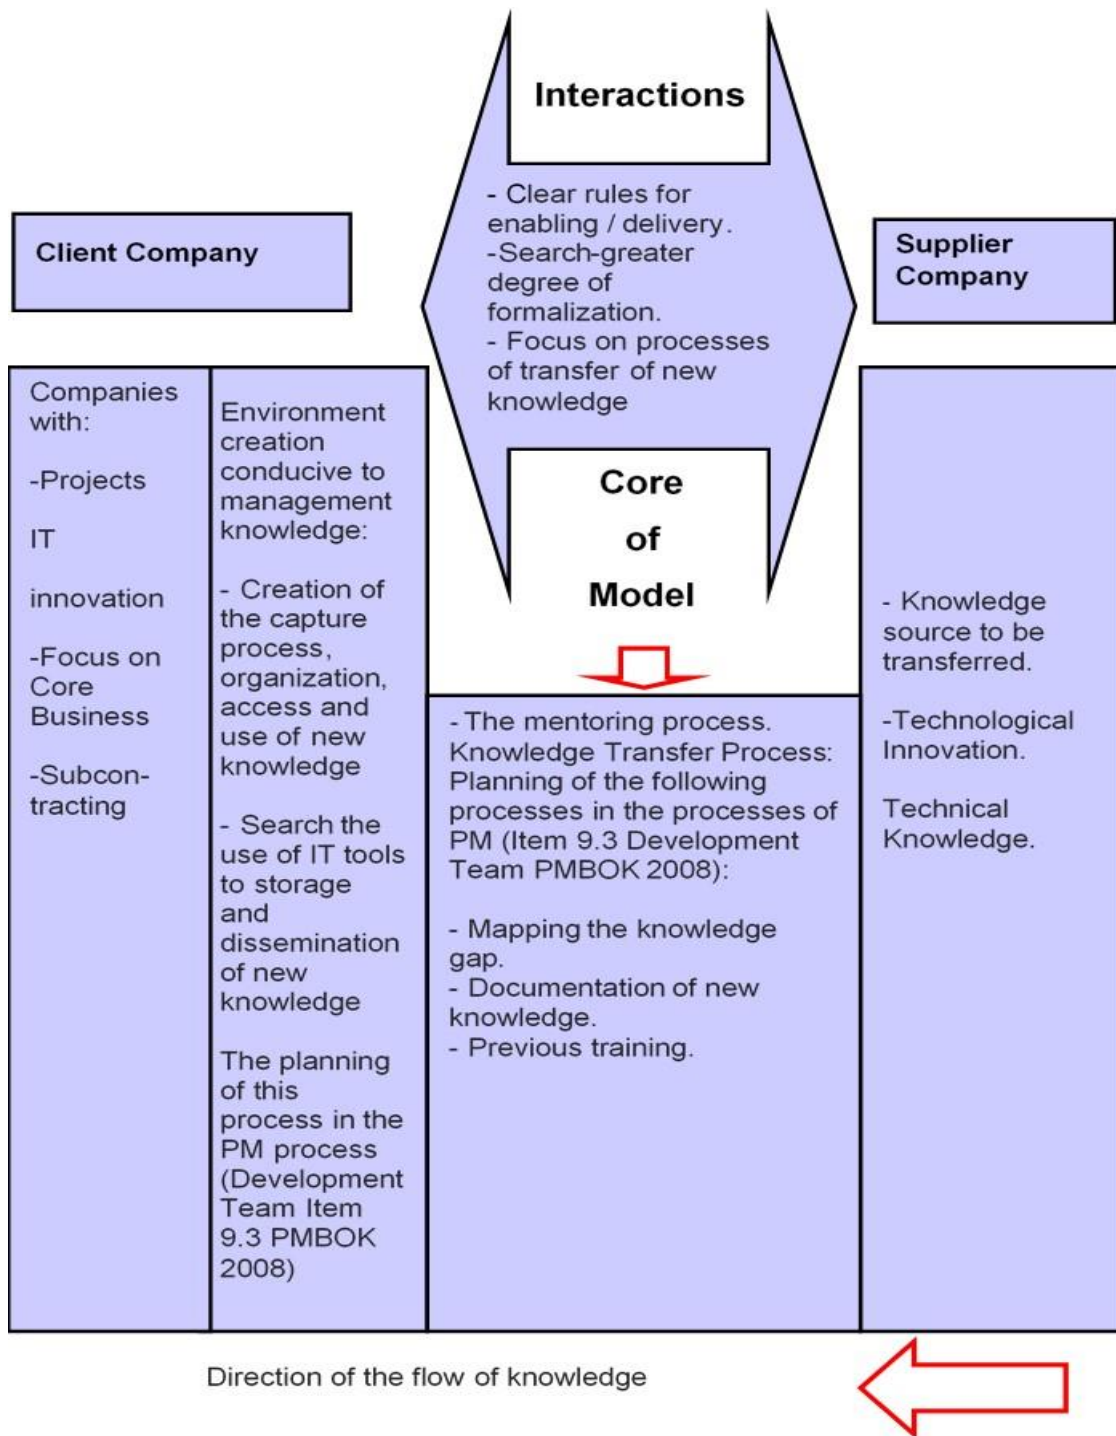 Interactions
- Clear rules for
enabling / delivery.
-Search-greater
degree of
formalization.
- Focus on processes
of transfer of new
knowledge
Client Company
Supplier
Company
Core
of
Model
Companies
with:
-Projects
IT
innovation
-Focus on
Core
Business
-Subcon-
tracting
Environment
creation
conducive to
management
knowledge:
- Creation of
the capture
process,
organization,
access and
use of new
knowledge
- Search the
use of IT tools
to storage
and
dissemination
of new
knowledge
The planning
of this
process in the
PM process
(Development
Team Item
9.3 PMBOK
2008)
- The mentoring process.
Knowledge Transfer Process:
Planning of the following
processes in the processes of
PM (Item 9.3 Development
Team PMBOK 2008):
- Mapping the knowledge
gap.
- Documentation of new
knowledge.
- Previous training.
- Knowledge
source to be
transferred.
-Technological
Innovation.
Technical
Knowledge.
Direction of the flow of knowledge